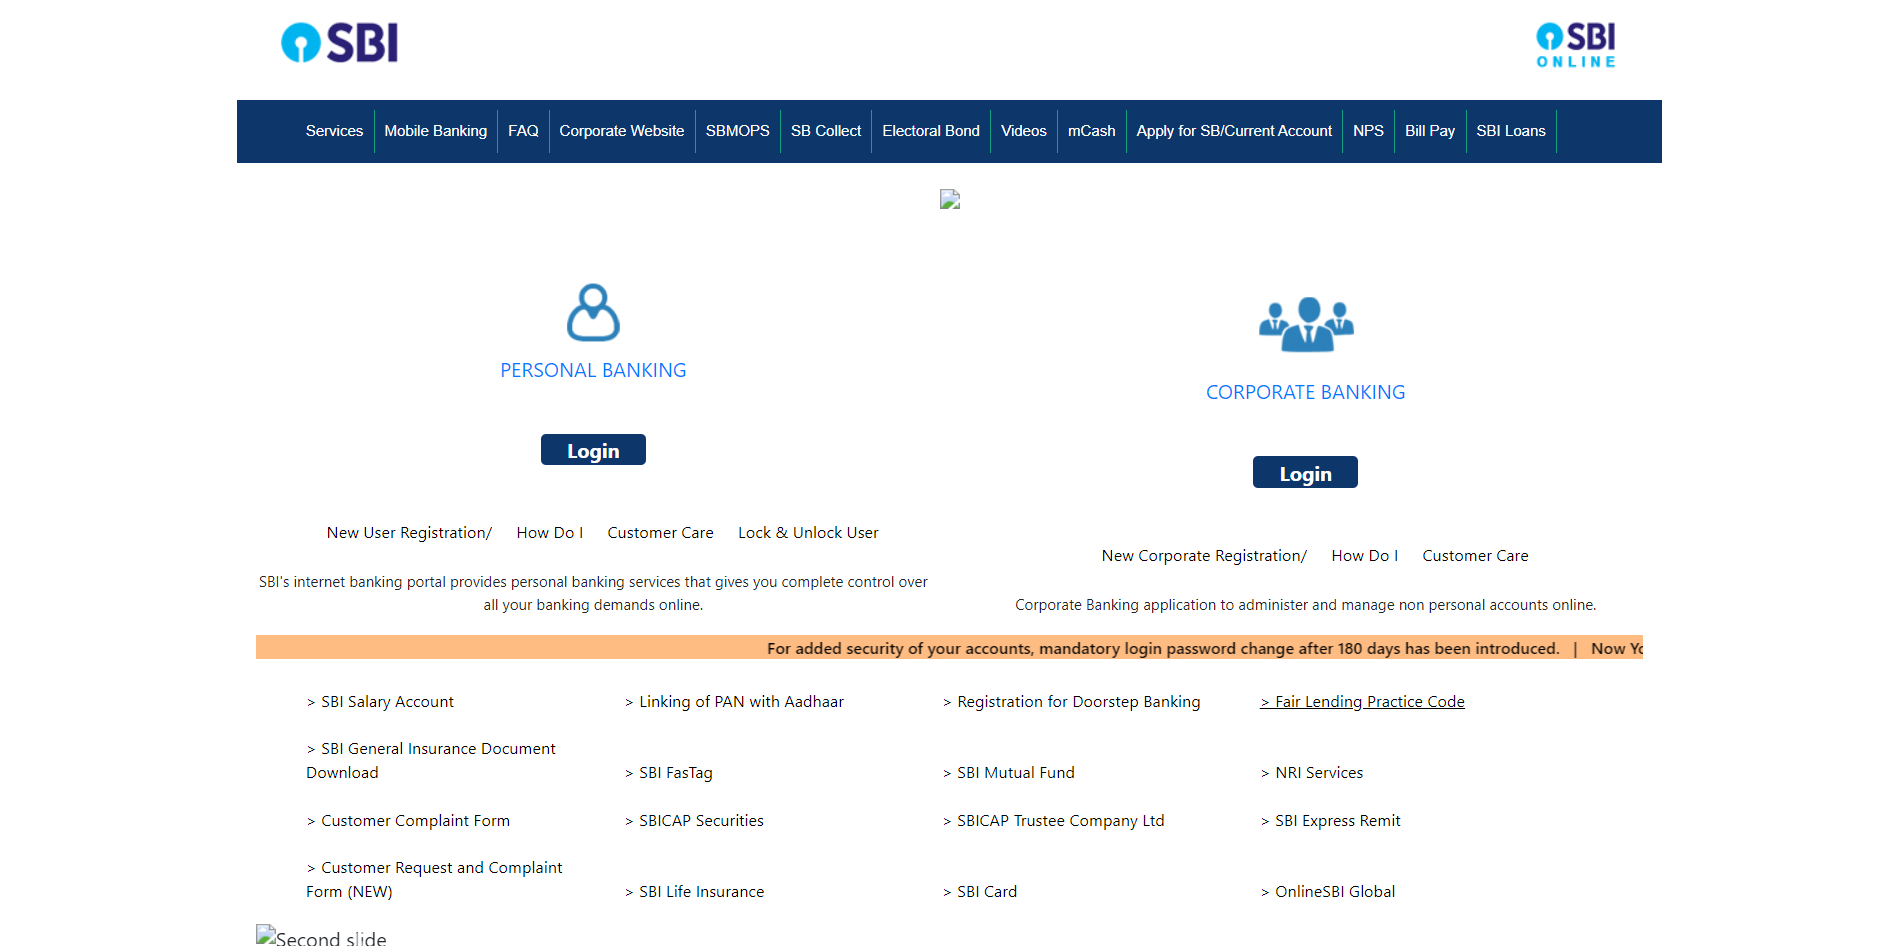 SBI
SBI
ONLINE
Services Mobile Banking FAQ Corporate Website SBMOPS SB Collect Electoral Bond Videos mCash Apply for SB/Current Account NPS Bill Pay SBI Loans
PERSONAL BANKING
Login
New User Registration/ How Do I Customer Care Lock & Unlock User
SBI's internet banking portal provides personal banking services that gives you complete control over
all your banking demands online.
CORPORATE BANKING
Login
New Corporate Registration/ How Do I Customer Care
Corporate Banking application to administer and manage non personal accounts online.
For added security of your accounts, mandatory login password change after 180 days has been introduced. | Now
> SBI Salary Account
> Linking of PAN with Aadhaar
> Registration for Doorstep Banking
> Fair Lending Practice Code
> SBI General Insurance Document
Download
> SBI FasTag
> SBI Mutual Fund
> NRI Services
> Customer Complaint Form
> SBICAP Securities
> SBICAP Trustee Company Ltd
> SBI Express Remit
> Customer Request and Complaint
Form (NEW)
> SBI Life Insurance
> SBI Card
> OnlineSBI Global
Second slide